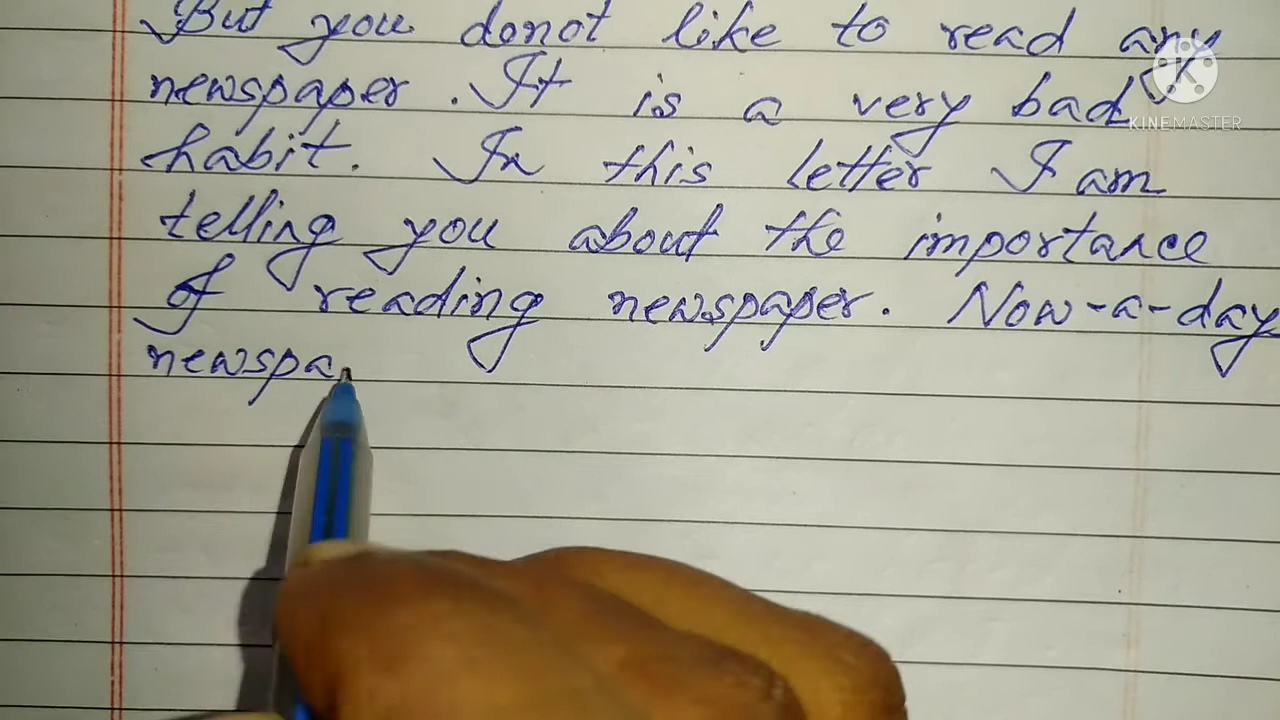 But you donot like to read any
newspaper. It is a very bad
KINEMASTER
habit. In this letter I am
telling you about the importance
of reading newspaper. Now-a-day
newspa